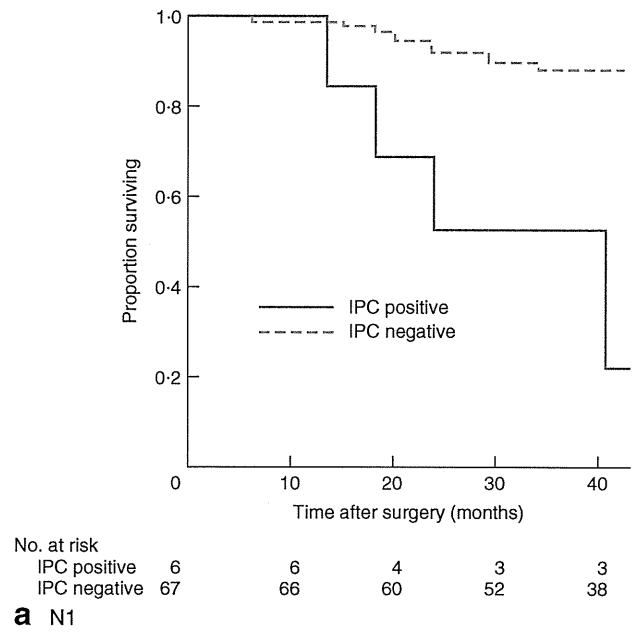 1·0
0·8
0·6
0·4
0·2
0
Proportion surviving
IPC positive
IPC negative
10 20 30 40
Time after surgery (months)
No. at risk
IPC positive 6 6 4 3 3
IPC negative 67 66 60 52 38
a N1